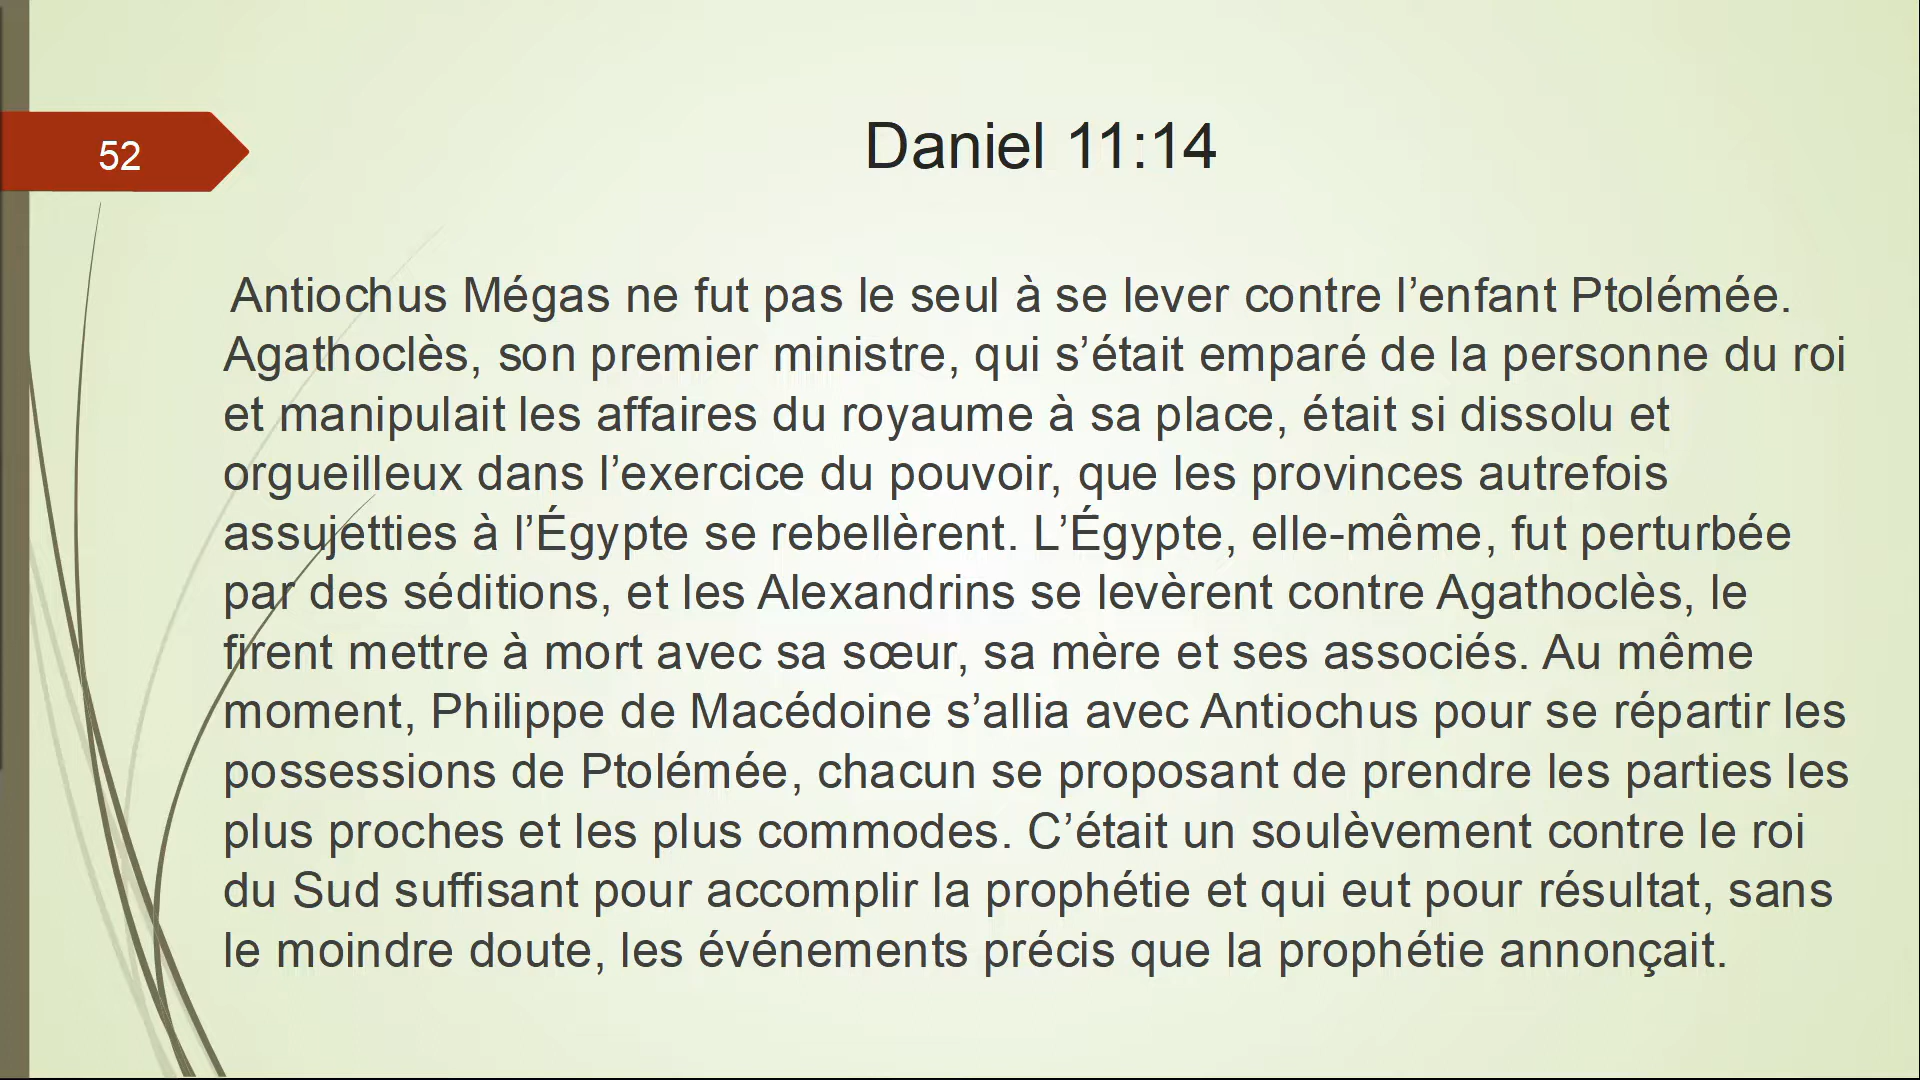 52
Daniel 11:14
Antiochus Mégas ne fut pas le seul à se lever contre l’enfant Ptolémée.
Agathoclès, son premier ministre, qui s’était emparé de la personne du roi
et manipulait les affaires du royaume à sa place, était si dissolu et
orgueilleux dans l’exercice du pouvoir, que les provinces autrefois
assujetties à l’Égypte se rebellèrent. L’Égypte, elle-même, fut perturbée
par des séditions, et les Alexandrins se levèrent contre Agathoclès, le
firent mettre à mort avec sa sœur, sa mère et ses associés. Au même
moment, Philippe de Macédoine s’allia avec Antiochus pour se répartir les
possessions de Ptolémée, chacun se proposant de prendre les parties les
plus proches et les plus commodes. C’était un soulèvement contre le roi
du Sud suffisant pour accomplir la prophétie et qui eut pour résultat, sans
le moindre doute, les événements précis que la prophétie annonçait.